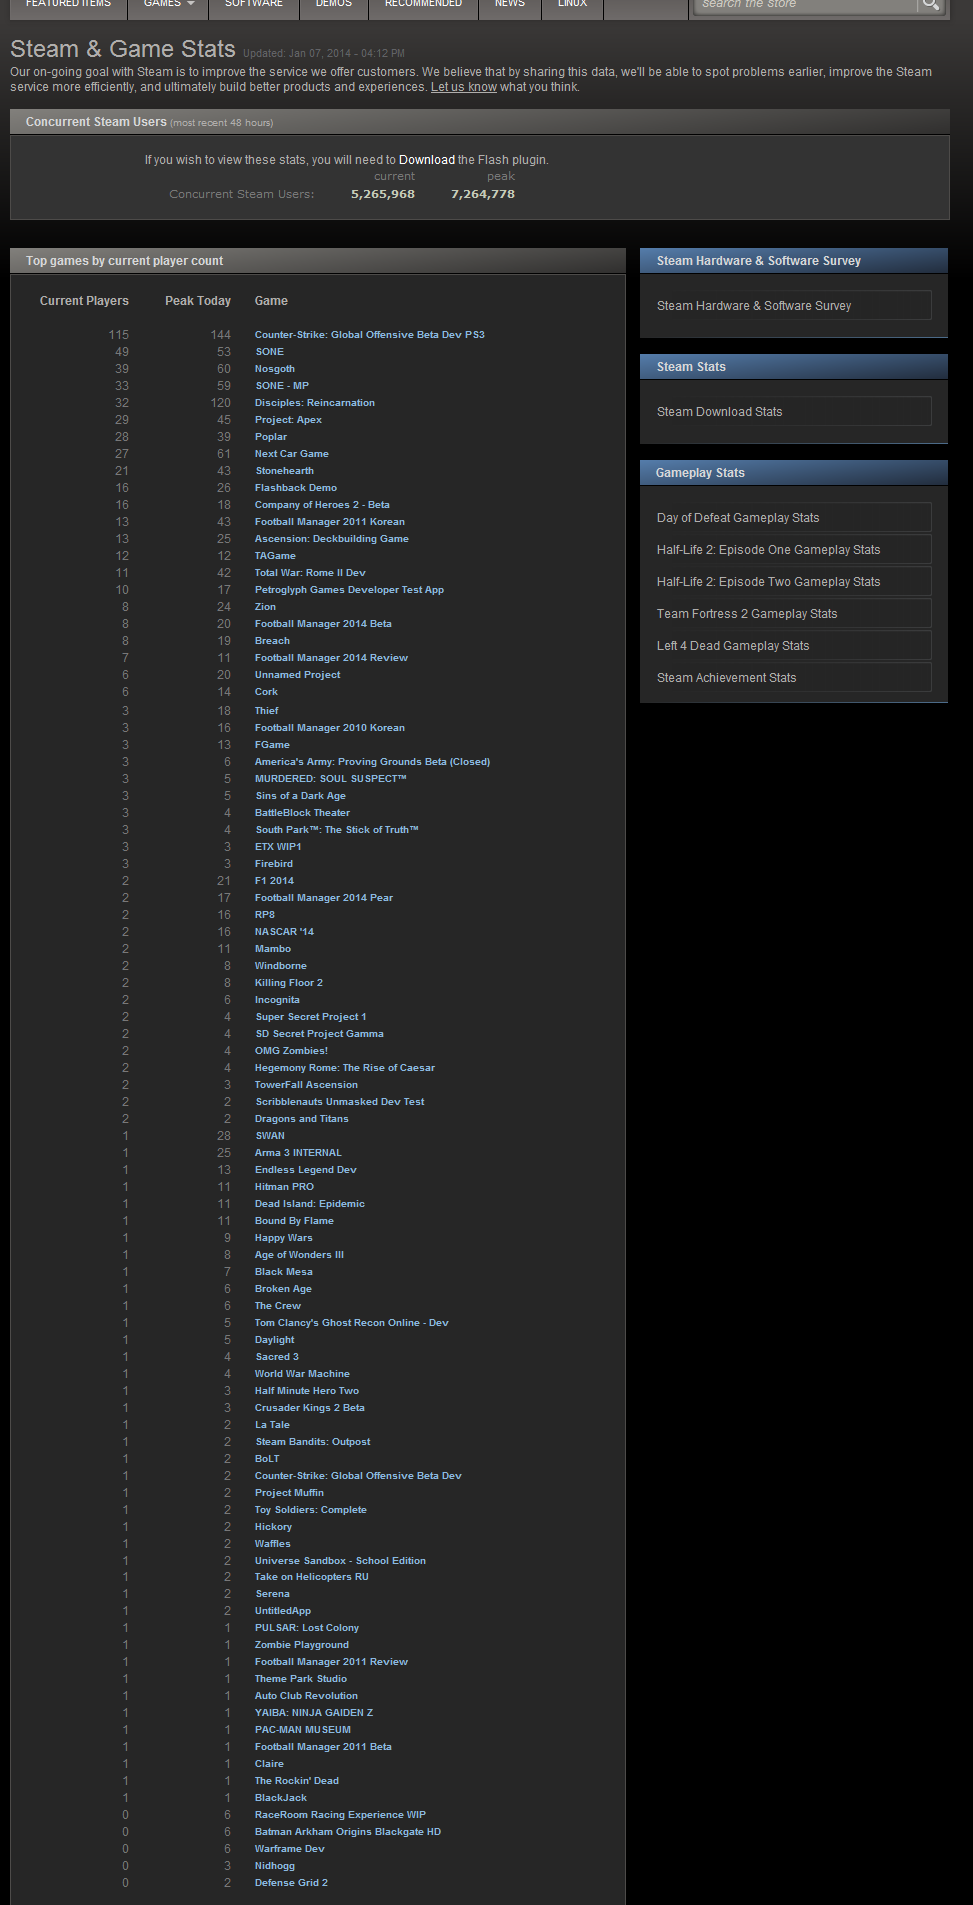 FEATURED ITEMS GAMES SOFTWARE DEMOS RECOMMENDED NEWS LINUX search the store
Steam & Game Stats Updated: Jan 07, 2014 - 04:12 PM
Our on-going goal with Steam is to improve the service we offer customers. We believe that by sharing this data, we'll be able to spot problems earlier, improve the Steam
service more efficiently, and ultimately build better products and experiences. Let us know what you think.
Concurrent Steam Users (most recent 48 hours)
If you wish to view these stats, you will need to Download the Flash plugin.
current peak
Concurrent Steam Users: 5,265,968 7,264,778
Top games by current player count
Current Players Peak Today Game
115 144 Counter-Strike: Global Offensive Beta Dev PS3
49 53 SONE
39 60 Nosgoth
33 59 SONE - MP
32 120 Disciples: Reincarnation
29 45 Project: Apex
28 39 Poplar
27 61 Next Car Game
21 43 Stonehearth
16 26 Flashback Demo
16 18 Company of Heroes 2 - Beta
13 43 Football Manager 2011 Korean
13 25 Ascension: Deckbuilding Game
12 12 TAGame
11 42 Total War: Rome II Dev
10 17 Petroglyph Games Developer Test App
8 24 Zion
8 20 Football Manager 2014 Beta
8 19 Breach
7 11 Football Manager 2014 Review
6 20 Unnamed Project
6 14 Cork
3 18 Thief
3 16 Football Manager 2010 Korean
3 13 FGame
3 6 America's Army: Proving Grounds Beta (Closed)
3 5 MURDERED: SOUL SUSPECT™
3 5 Sins of a Dark Age
3 4 BattleBlock Theater
3 4 South Park™: The Stick of Truth™
3 3 ETX WIP1
3 3 Firebird
2 21 F1 2014
2 17 Football Manager 2014 Pear
2 16 RP8
2 16 NASCAR '14
2 11 Mambo
2 8 Windborne
2 8 Killing Floor 2
2 6 Incognita
2 4 Super Secret Project 1
2 4 SD Secret Project Gamma
2 4 OMG Zombies!
2 4 Hegemony Rome: The Rise of Caesar
2 3 TowerFall Ascension
2 2 Scribblenauts Unmasked Dev Test
2 2 Dragons and Titans
1 28 SWAN
1 25 Arma 3 INTERNAL
1 13 Endless Legend Dev
1 11 Hitman PRO
1 11 Dead Island: Epidemic
1 11 Bound By Flame
1 9 Happy Wars
1 8 Age of Wonders III
1 7 Black Mesa
1 6 Broken Age
1 6 The Crew
1 5 Tom Clancy's Ghost Recon Online - Dev
1 5 Daylight
1 4 Sacred 3
1 4 World War Machine
1 3 Half Minute Hero Two
1 3 Crusader Kings 2 Beta
1 2 La Tale
1 2 Steam Bandits: Outpost
1 2 BoLT
1 2 Counter-Strike: Global Offensive Beta Dev
1 2 Project Muffin
1 2 Toy Soldiers: Complete
1 2 Hickory
1 2 Waffles
1 2 Universe Sandbox - School Edition
1 2 Take on Helicopters RU
1 2 Serena
1 2 UntitledApp
1 1 PULSAR: Lost Colony
1 1 Zombie Playground
1 1 Football Manager 2011 Review
1 1 Theme Park Studio
1 1 Auto Club Revolution
1 1 YAIBA: NINJA GAIDEN Z
1 1 PAC-MAN MUSEUM
1 1 Football Manager 2011 Beta
1 1 Claire
1 1 The Rockin' Dead
1 1 BlackJack
0 6 RaceRoom Racing Experience WIP
0 6 Batman Arkham Origins Blackgate HD
0 6 Warframe Dev
0 3 Nidhogg
0 2 Defense Grid 2
Steam Hardware & Software Survey
Steam Hardware & Software Survey
Steam Stats
Steam Download Stats
Gameplay Stats
Day of Defeat Gameplay Stats
Half-Life 2: Episode One Gameplay Stats
Half-Life 2: Episode Two Gameplay Stats
Team Fortress 2 Gameplay Stats
Left 4 Dead Gameplay Stats
Steam Achievement Stats